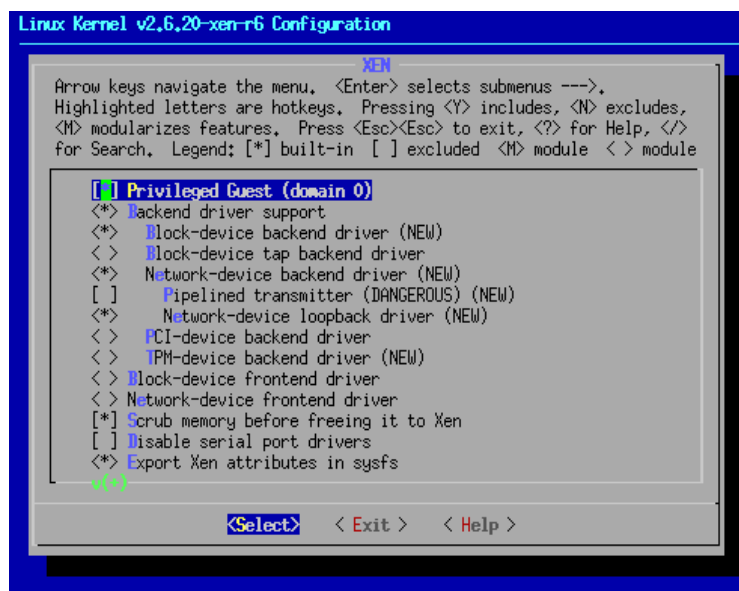 Linux Kernel v2.6.20-xen-r6 Configuration
XEN
Arrow keys navigate the menu.  <Enter> selects submenus --->.
Highlighted letters are hotkeys.  Pressing <Y> includes, <N> excludes,
<M> modularizes features.  Press <Esc><Esc> to exit, <?> for Help, </>
for Search.  Legend: [*] built-in  [ ] excluded  <M> module  < > module
[*] Privileged Guest (domain 0)
<*> Backend driver support
<*>   Block-device backend driver (NEW)
< >   Block-device tap backend driver
<*>   Network-device backend driver (NEW)
[ ]     Pipelined transmitter (DANGEROUS) (NEW)
<*>     Network-device loopback driver (NEW)
< >   PCI-device backend driver
< >   TPM-device backend driver (NEW)
< > Block-device frontend driver
< > Network-device frontend driver
[*] Scrub memory before freeing it to Xen
[ ] Disable serial port drivers
<*> Export Xen attributes in sysfs
v(+)
<Select>    < Exit >    < Help >